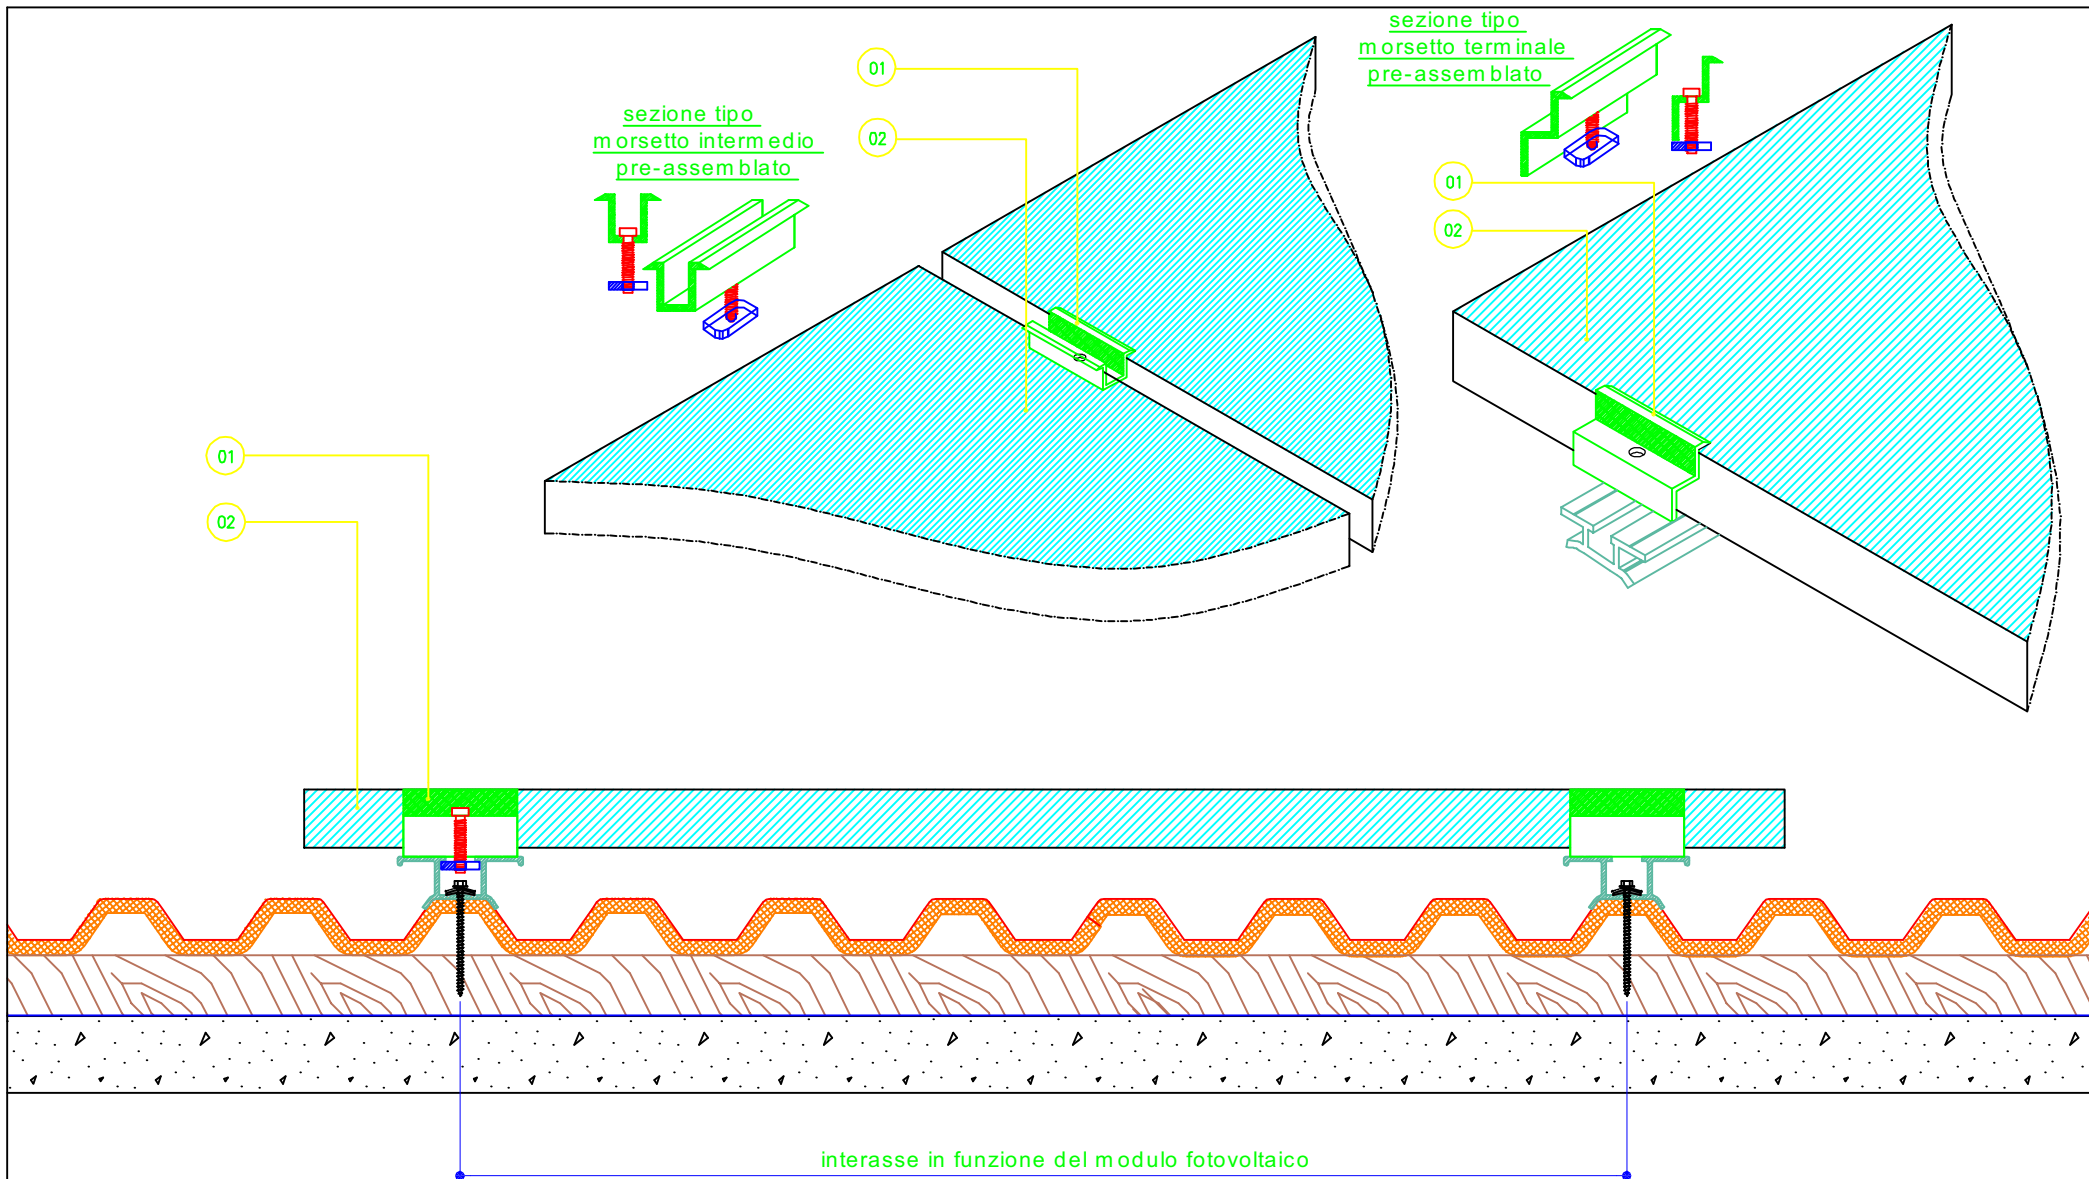 sezione tipo
morsetto terminale
pre-assemblato
01
sezione tipo
morsetto intermedio
pre-assemblato
02
01
02
01
02
interasse in funzione del modulo fotovoltaico